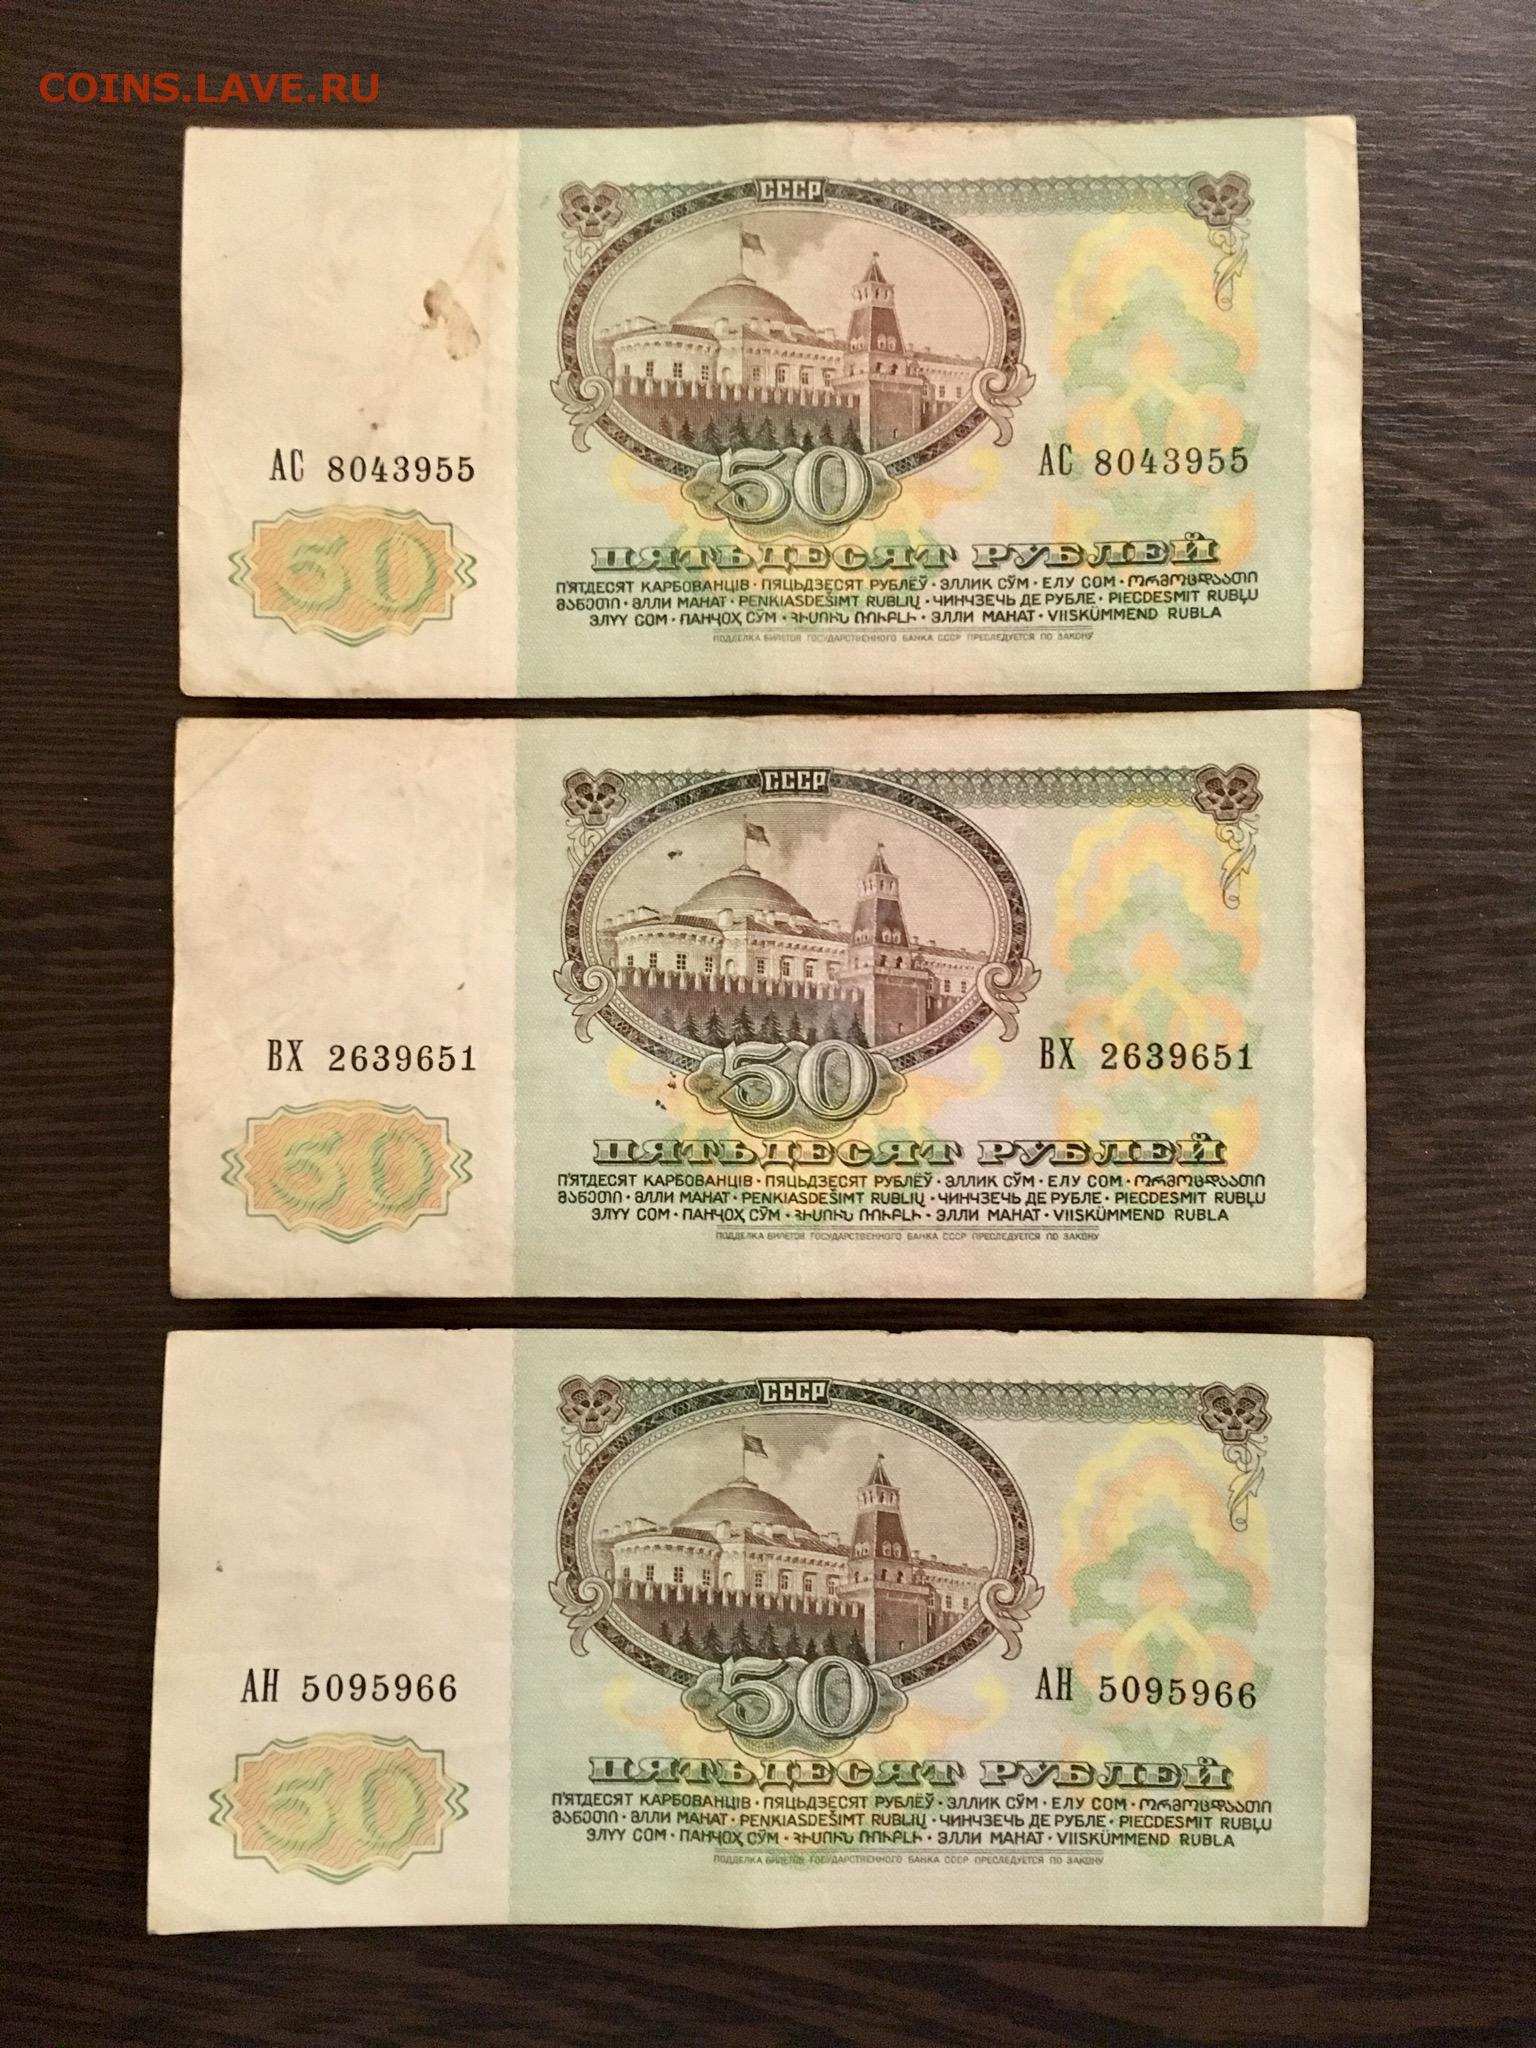 COINS.LAVE.RU
СССР
АС 8043955
АС 8043955
50
50
ПЯТЬДЕСЯТ РУБЛЕЙ
П'ЯТДЕСЯТ КАРБОВАНЦІВ · ПЯЦЬДЗЕСЯТ РУБЛЁЎ · ЭЛЛИК СЎМ · ЕЛУ СОМ · ᲝᲠᲛᲝᲪᲓᲐᲐᲗᲘ
ᲛᲐᲜᲔᲗᲘ · ӘЛЛИ МАНАТ · PENKIASDEŠIMT RUBLIŲ · ЧИНЧЗЕЧЬ ДЕ РУБЛЕ · PIECDESMIT RUBĻU
ЭЛҮҮ СОМ · ПАНҶОҲ СӮМ · ՀԻՍՈՒՆ ՌՈՒԲԼԻ · ЭЛЛИ МАНАТ · VIISKÜMMEND RUBLA
ПОДДЕЛКА БИЛЕТОВ ГОСУДАРСТВЕННОГО БАНКА СССР ПРЕСЛЕДУЕТСЯ ПО ЗАКОНУ
СССР
ВХ 2639651
ВХ 2639651
50
50
ПЯТЬДЕСЯТ РУБЛЕЙ
П'ЯТДЕСЯТ КАРБОВАНЦІВ · ПЯЦЬДЗЕСЯТ РУБЛЁЎ · ЭЛЛИК СЎМ · ЕЛУ СОМ · ᲝᲠᲛᲝᲪᲓᲐᲐᲗᲘ
ᲛᲐᲜᲔᲗᲘ · ӘЛЛИ МАНАТ · PENKIASDEŠIMT RUBLIŲ · ЧИНЧЗЕЧЬ ДЕ РУБЛЕ · PIECDESMIT RUBĻU
ЭЛҮҮ СОМ · ПАНҶОҲ СӮМ · ՀԻՍՈՒՆ ՌՈՒԲԼԻ · ЭЛЛИ МАНАТ · VIISKÜMMEND RUBLA
ПОДДЕЛКА БИЛЕТОВ ГОСУДАРСТВЕННОГО БАНКА СССР ПРЕСЛЕДУЕТСЯ ПО ЗАКОНУ
СССР
АН 5095966
АН 5095966
50
50
ПЯТЬДЕСЯТ РУБЛЕЙ
П'ЯТДЕСЯТ КАРБОВАНЦІВ · ПЯЦЬДЗЕСЯТ РУБЛЁЎ · ЭЛЛИК СЎМ · ЕЛУ СОМ · ᲝᲠᲛᲝᲪᲓᲐᲐᲗᲘ
ᲛᲐᲜᲔᲗᲘ · ӘЛЛИ МАНАТ · PENKIASDEŠIMT RUBLIŲ · ЧИНЧЗЕЧЬ ДЕ РУБЛЕ · PIECDESMIT RUBĻU
ЭЛҮҮ СОМ · ПАНҶОҲ СӮМ · ՀԻՍՈՒՆ ՌՈՒԲԼԻ · ЭЛЛИ МАНАТ · VIISKÜMMEND RUBLA
ПОДДЕЛКА БИЛЕТОВ ГОСУДАРСТВЕННОГО БАНКА СССР ПРЕСЛЕДУЕТСЯ ПО ЗАКОНУ